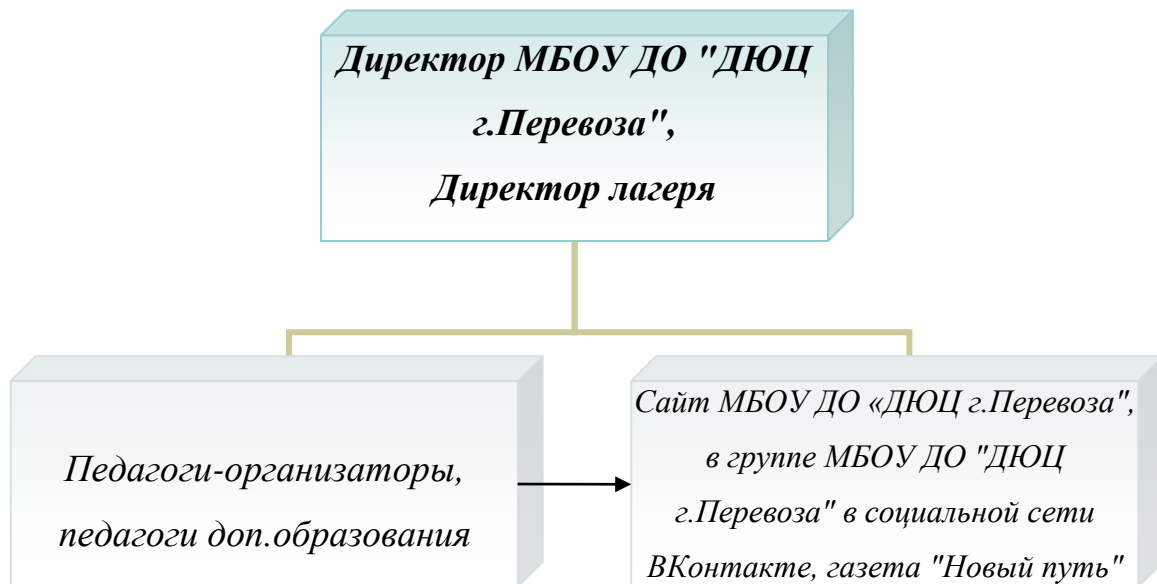 Директор МБОУ ДО "ДЮЦ
г.Перевоза",
Директор лагеря
Педагоги-организаторы,
педагоги доп.образования
Сайт МБОУ ДО «ДЮЦ г.Перевоза",
в группе МБОУ ДО "ДЮЦ
г.Перевоза" в социальной сети
ВКонтакте, газета "Новый путь"